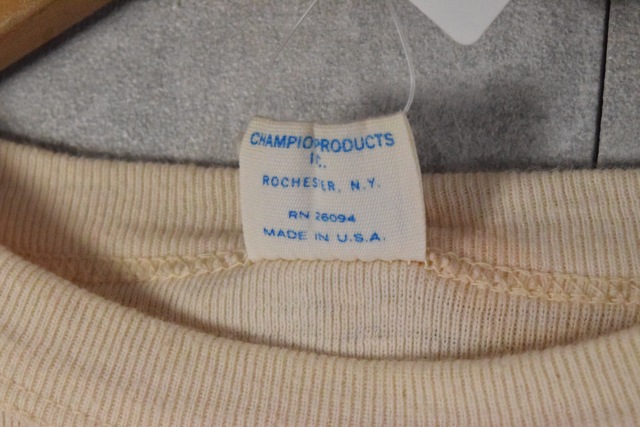 CHAMPIOPRODUCTS
ROCHESTER, N.Y.
RN 26094
MADE IN U.S.A.